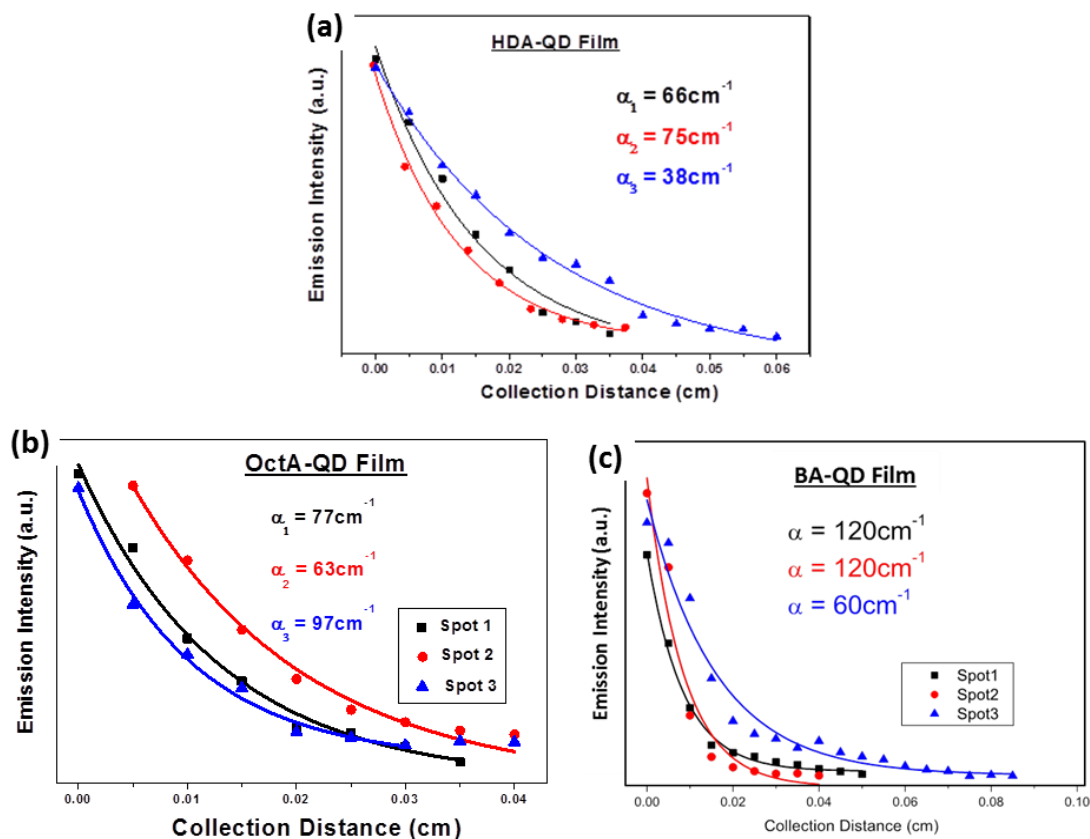 (a)
HDA-QD Film
α₁ = 66cm⁻¹
α₂ = 75cm⁻¹
α₃ = 38cm⁻¹
Emission Intensity (a.u.)
0.00 0.01 0.02 0.03 0.04 0.05 0.06
Collection Distance (cm)
(b)
OctA-QD Film
α₁ = 77cm⁻¹
α₂ = 63cm⁻¹
α₃ = 97cm⁻¹
Spot 1
Spot 2
Spot 3
Emission Intensity (a.u.)
0.00 0.01 0.02 0.03 0.04
Collection Distance (cm)
(c)
BA-QD Film
α = 120cm⁻¹
α = 120cm⁻¹
α = 60cm⁻¹
Spot1
Spot2
Spot3
Emission Intensity (a.u.)
0.00 0.02 0.04 0.06 0.08 0.10
Collection Distance (cm)